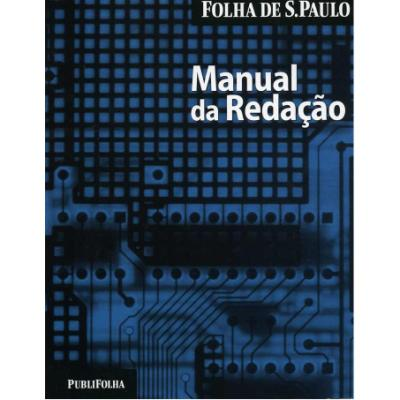 FOLHA DE S.PAULO
Manual
da Redação
PUBLIFOLHA